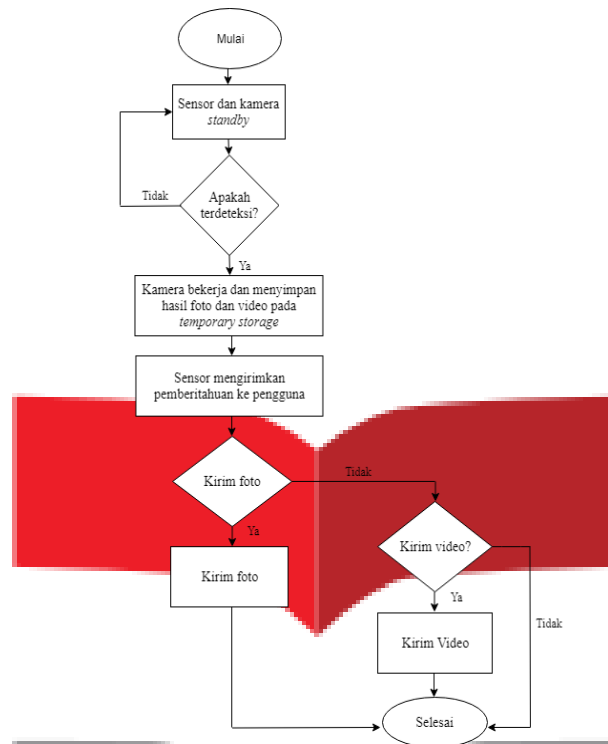 Mulai
Sensor dan kamera
standby
Tidak
Apakah
terdeteksi?
Ya
Kamera bekerja dan menyimpan
hasil foto dan video pada
temporary storage
Sensor mengirimkan
pemberitahuan ke pengguna
Kirim foto
Tidak
Ya
Kirim video?
Kirim foto
Ya
Tidak
Kirim Video
Selesai